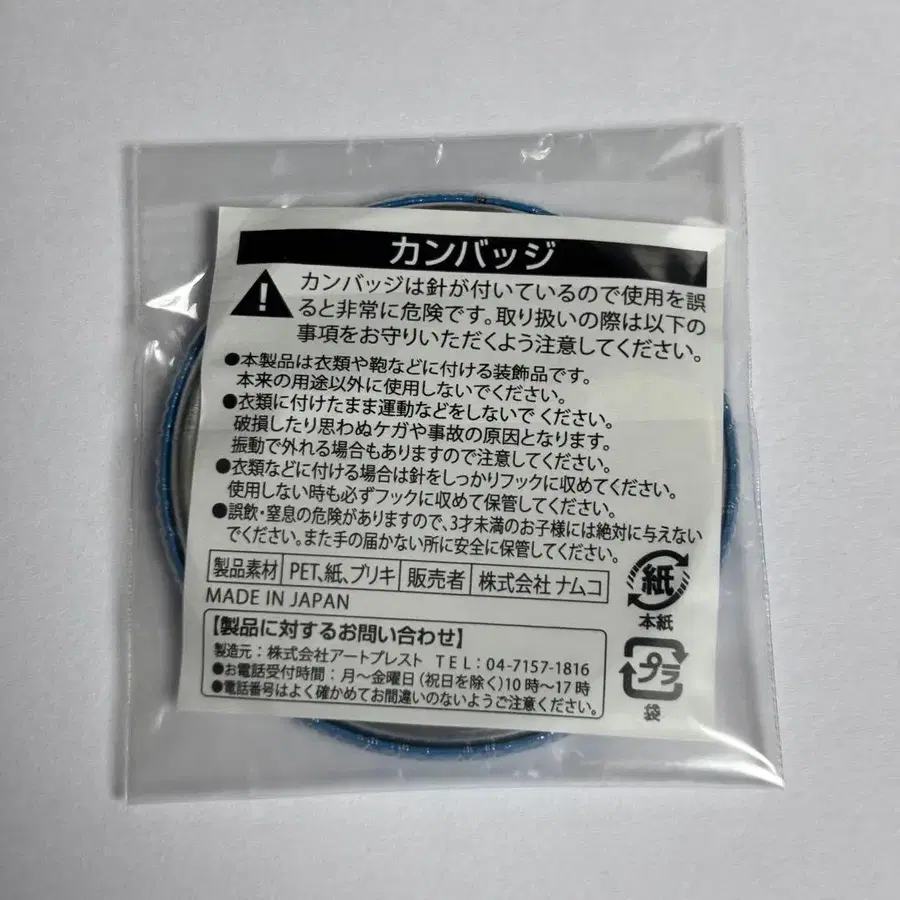 カンバッジ
カンバッジは針が付いているので使用を誤
ると非常に危険です。取り扱いの際は以下の
事項をお守りいただくよう注意してください。
●本製品は衣類や鞄などに付ける装飾品です。
本来の用途以外に使用しないでください。
●衣類に付けたまま運動などをしないでください。
破損したり思わぬケガや事故の原因となります。
振動で外れる場合もありますので注意してください。
●衣類などに付ける場合は針をしっかりフックに収めてください。
使用しない時も必ずフックに収めて保管してください。
●誤飲・窒息の危険がありますので、3才未満のお子様には絶対に与えない
でください。また手の届かない所に安全に保管してください。
製品素材 PET、紙、ブリキ 販売者 株式会社 ナムコ
MADE IN JAPAN
【製品に対するお問い合わせ】
製造元:株式会社アートプレスト TEL:04-7157-1816
●お電話受付時間:月〜金曜日(祝日を除く)10時〜17時
●電話番号はよく確かめてお間違いのないようご注意ください。
紙
本紙
プラ
袋